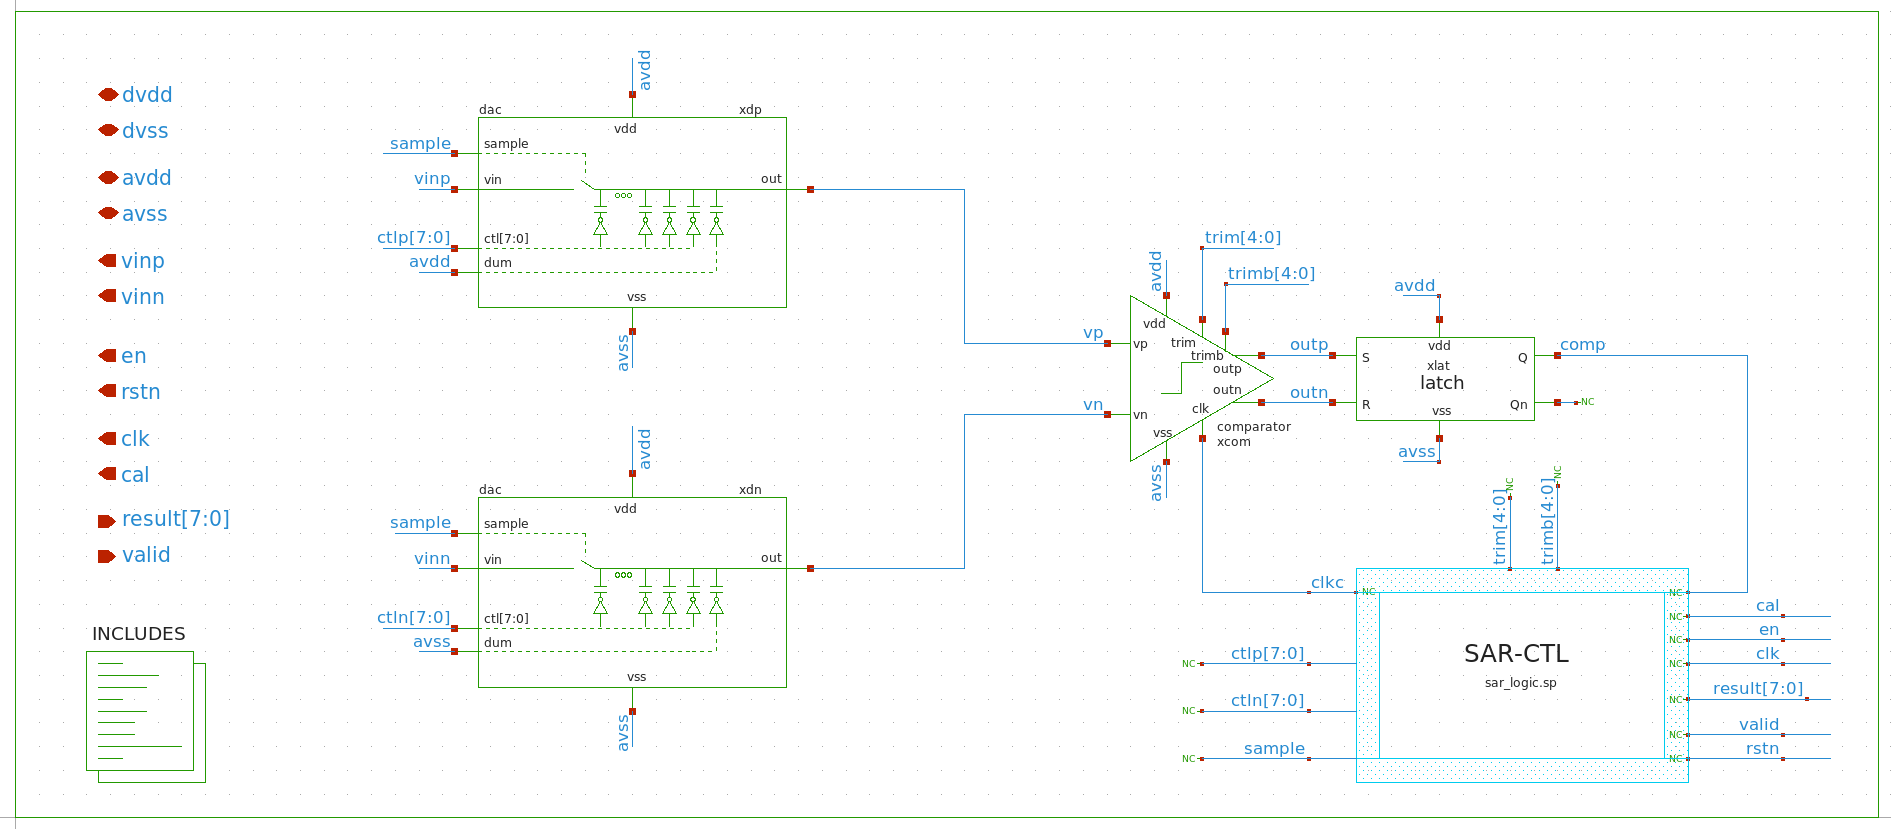 dvdd
dvss
avdd
avss
vinp
vinn
en
rstn
clk
cal
result[7:0]
valid
INCLUDES
avdd
dac
xdp
vdd
sample
sample
vinp
vin
out
ctlp[7:0]
ctl[7:0]
avdd
dum
vss
avss
avdd
dac
xdn
vdd
sample
sample
vinn
vin
out
ctln[7:0]
ctl[7:0]
avss
dum
vss
avss
trim[4:0]
trimb[4:0]
avdd
vdd
trim
trimb
vp
vp
outp
outn
vn
vn
clk
vss
avss
comparator
xcom
outp
outn
avdd
vdd
S
Q
xlat
latch
R
Qn
vss
avss
comp
NC
NC
NC
trim[4:0]
trimb[4:0]
clkc
NC
NC
NC
cal
NC
en
NC
clk
NC
result[7:0]
NC
valid
NC
rstn
SAR-CTL
sar_logic.sp
NC
ctlp[7:0]
NC
ctln[7:0]
NC
sample